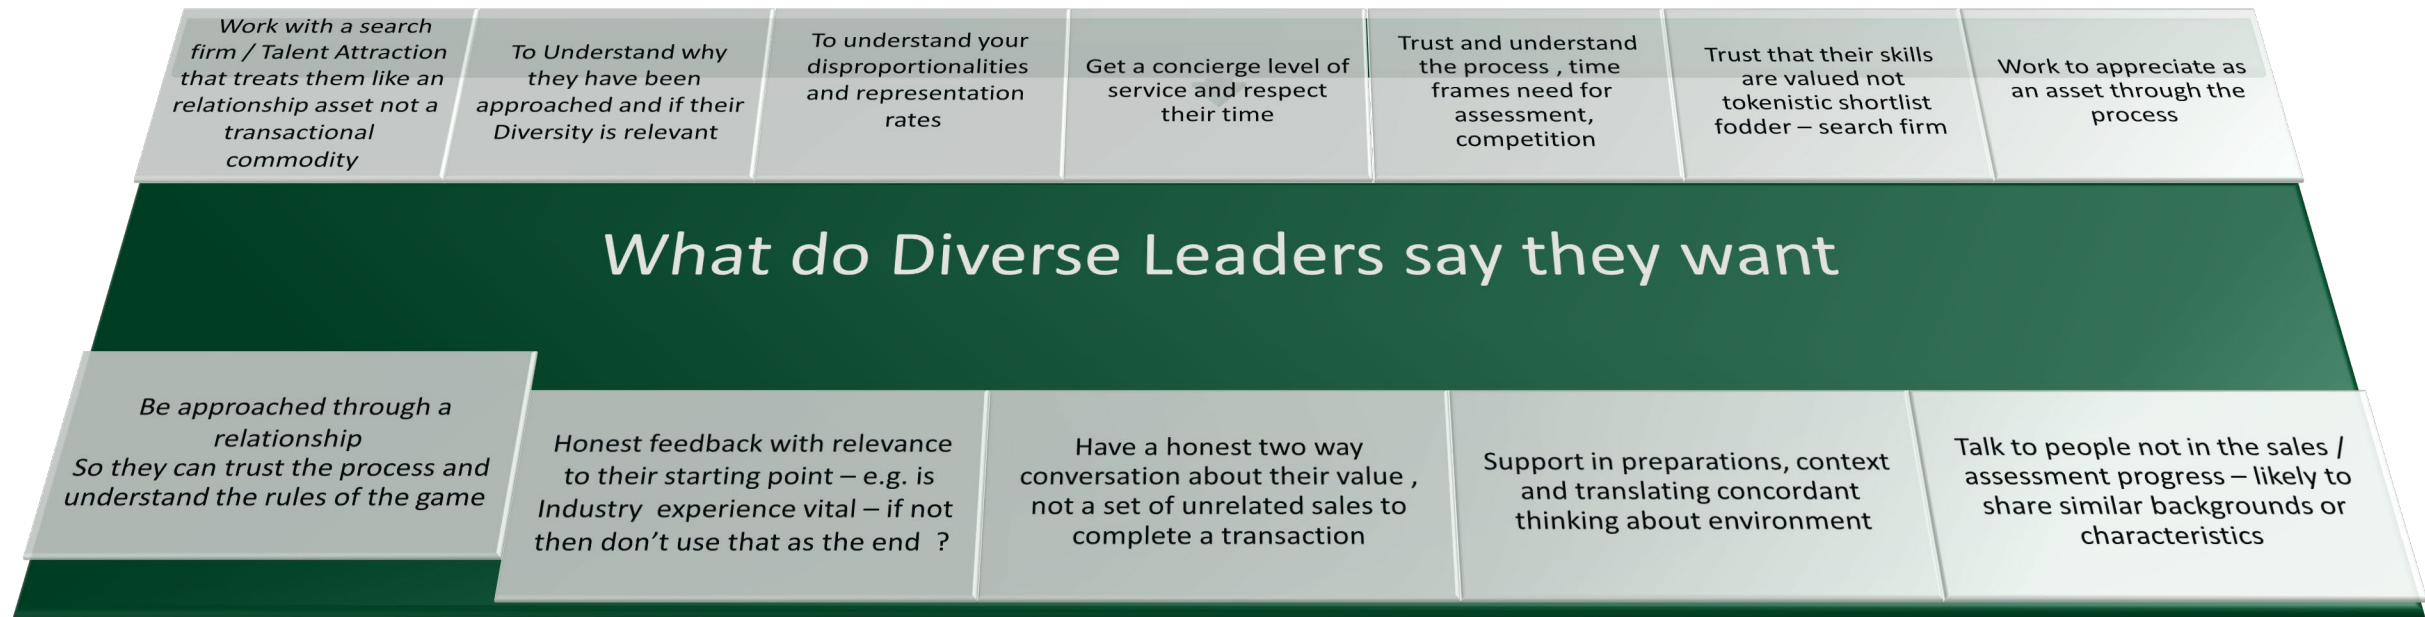 Work with a search
firm / Talent Attraction
that treats them like an
relationship asset not a
transactional
commodity
To Understand why
they have been
approached and if their
Diversity is relevant
To understand your
disproportionalities
and representation
rates
Get a concierge level of
service and respect
their time
Trust and understand
the process , time
frames need for
assessment,
competition
Trust that their skills
are valued not
tokenistic shortlist
fodder – search firm
Work to appreciate as
an asset through the
process
What do Diverse Leaders say they want
Be approached through a
relationship
So they can trust the process and
understand the rules of the game
Honest feedback with relevance
to their starting point – e.g. is
Industry experience vital – if not
then don’t use that as the end ?
Have a honest two way
conversation about their value ,
not a set of unrelated sales to
complete a transaction
Support in preparations, context
and translating concordant
thinking about environment
Talk to people not in the sales /
assessment progress – likely to
share similar backgrounds or
characteristics